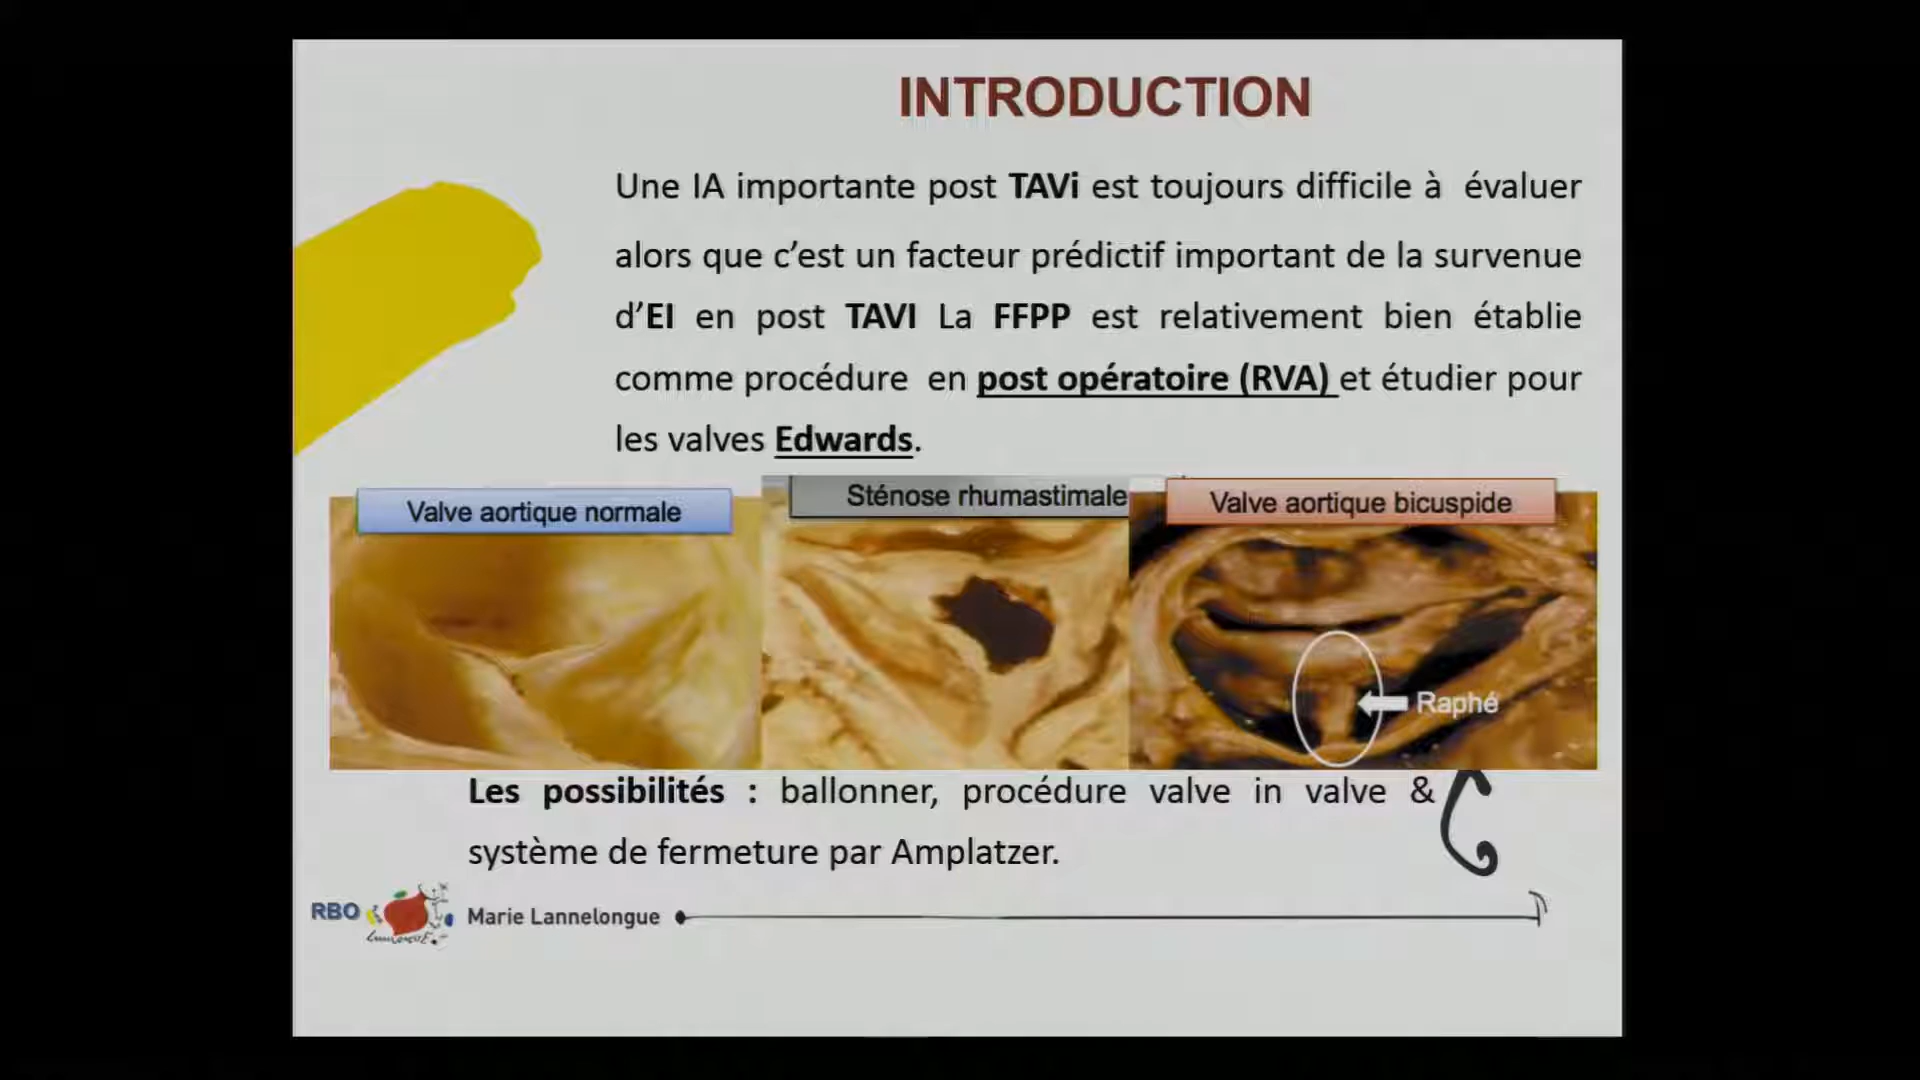 INTRODUCTION
Une IA importante post TAVi est toujours difficile à évaluer
alors que c’est un facteur prédictif important de la survenue
d’EI en post TAVI La FFPP est relativement bien établie
comme procédure en post opératoire (RVA) et étudier pour
les valves Edwards.
Valve aortique normale
Sténose rhumastimale
Valve aortique bicuspide
Raphé
Les possibilités : ballonner, procédure valve in valve &
système de fermeture par Amplatzer.
RBO
Marie Lannelongue